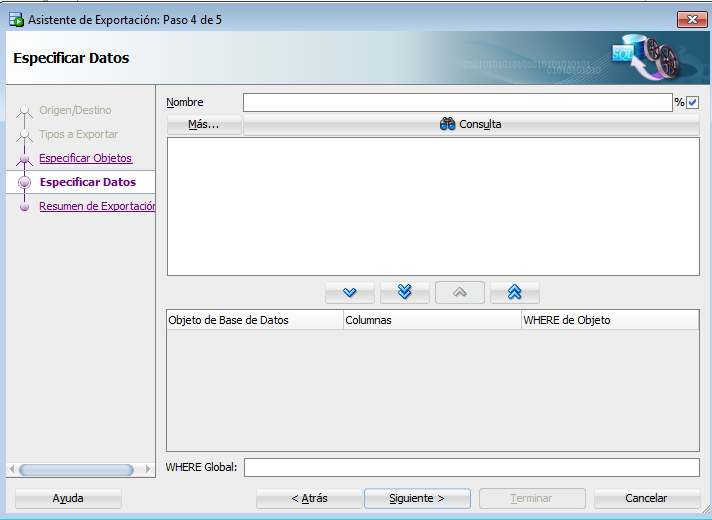 Asistente de Exportación: Paso 4 de 5
Especificar Datos
SQL
Origen/Destino
Tipos a Exportar
Especificar Objetos
Especificar Datos
Resumen de Exportación
Nombre
%
Más...
Consulta
Objeto de Base de Datos
Columnas
WHERE de Objeto
WHERE Global:
Ayuda
< Atrás
Siguiente >
Terminar
Cancelar